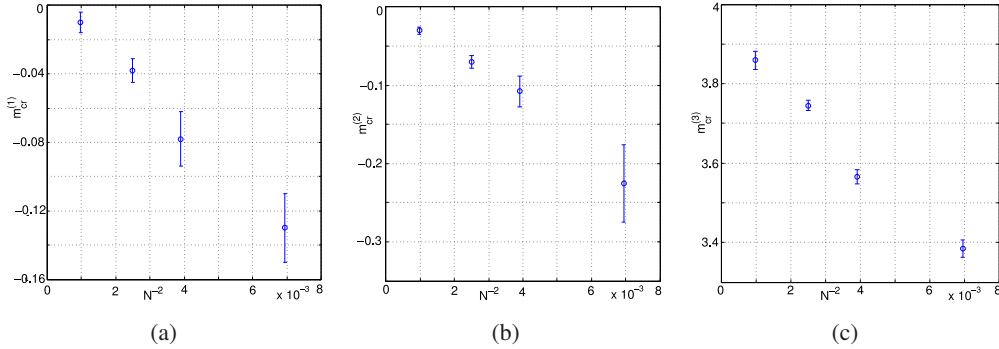 0
−0.04
−0.08
−0.12
−0.16
m_cr^(1)
0 2 4 6 8
N^−2
x 10^−3
(a)
0
−0.1
−0.2
−0.3
m_cr^(2)
0 2 4 6 8
N^−2
x 10^−3
(b)
4
3.8
3.6
3.4
m_cr^(3)
0 2 4 6 8
N^−2
x 10^−3
(c)